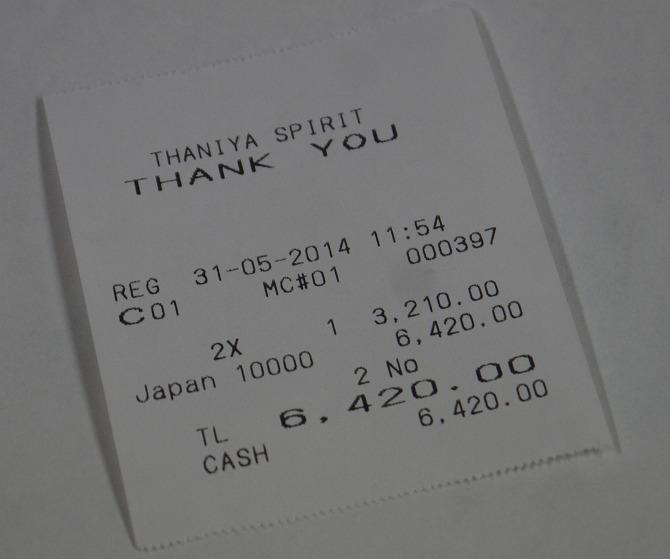 THANIYA SPIRIT
THANK YOU
REG 31-05-2014 11:54
C01 MC#01 000397
2X 1 3,210.00
Japan 10000 6,420.00
2 No
TL 6,420.00
CASH 6,420.00